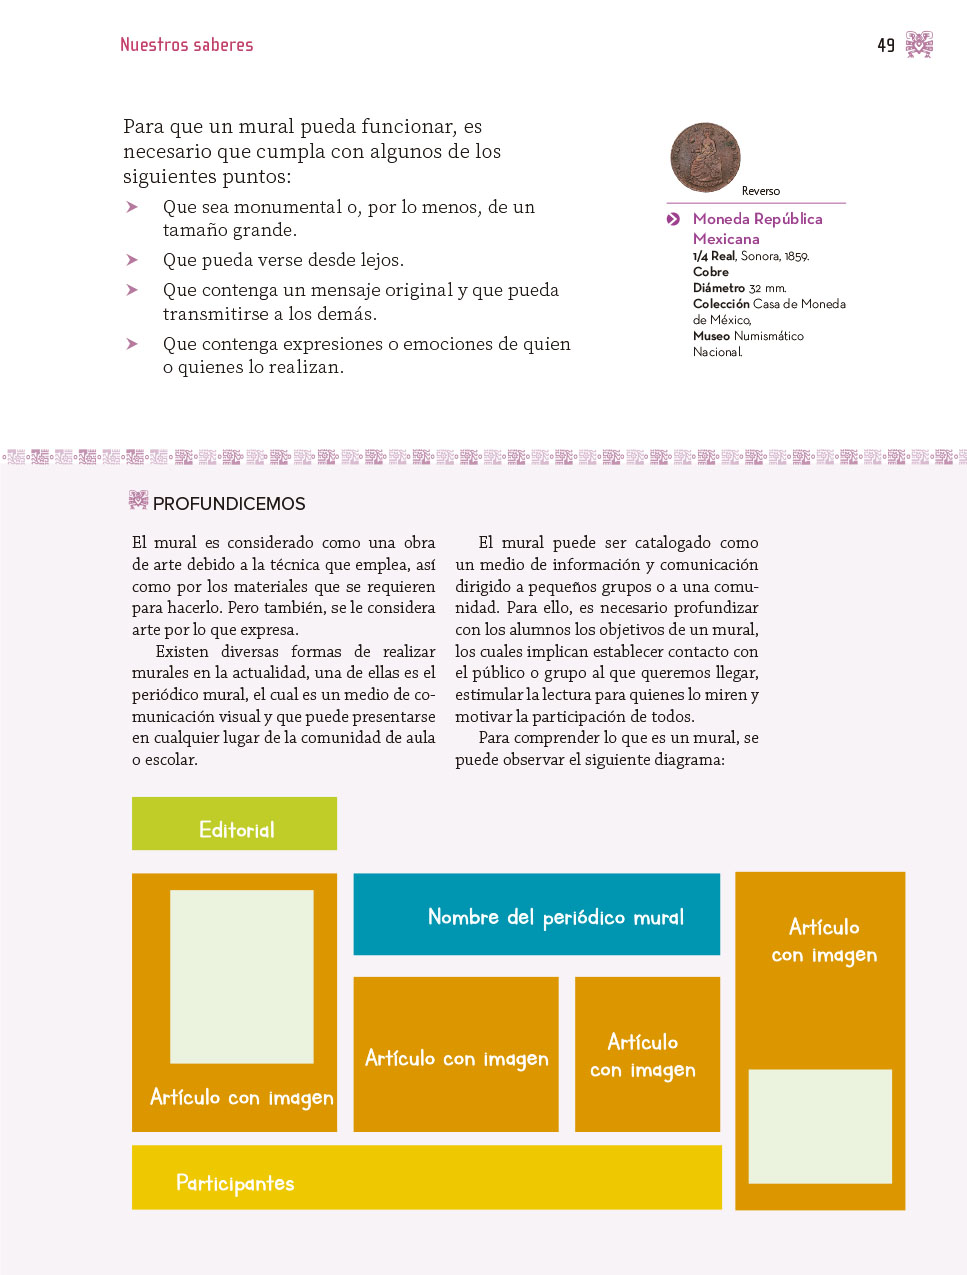 Nuestros saberes
49
Para que un mural pueda funcionar, es
necesario que cumpla con algunos de los
siguientes puntos:
Que sea monumental o, por lo menos, de un
tamaño grande.
Que pueda verse desde lejos.
Que contenga un mensaje original y que pueda
transmitirse a los demás.
Que contenga expresiones o emociones de quien
o quienes lo realizan.
Reverso
Moneda República
Mexicana
1/4 Real, Sonora, 1859.
Cobre
Diámetro 32 mm.
Colección Casa de Moneda
de México,
Museo Numismático
Nacional.
PROFUNDICEMOS
El mural es considerado como una obra
de arte debido a la técnica que emplea, así
como por los materiales que se requieren
para hacerlo. Pero también, se le considera
arte por lo que expresa.
Existen diversas formas de realizar
murales en la actualidad, una de ellas es el
periódico mural, el cual es un medio de co-
municación visual y que puede presentarse
en cualquier lugar de la comunidad de aula
o escolar.
El mural puede ser catalogado como
un medio de información y comunicación
dirigido a pequeños grupos o a una comu-
nidad. Para ello, es necesario profundizar
con los alumnos los objetivos de un mural,
los cuales implican establecer contacto con
el público o grupo al que queremos llegar,
estimular la lectura para quienes lo miren y
motivar la participación de todos.
Para comprender lo que es un mural, se
puede observar el siguiente diagrama:
Editorial
Artículo con imagen
Nombre del periódico mural
Artículo con imagen
Artículo
con imagen
Artículo
con imagen
Participantes